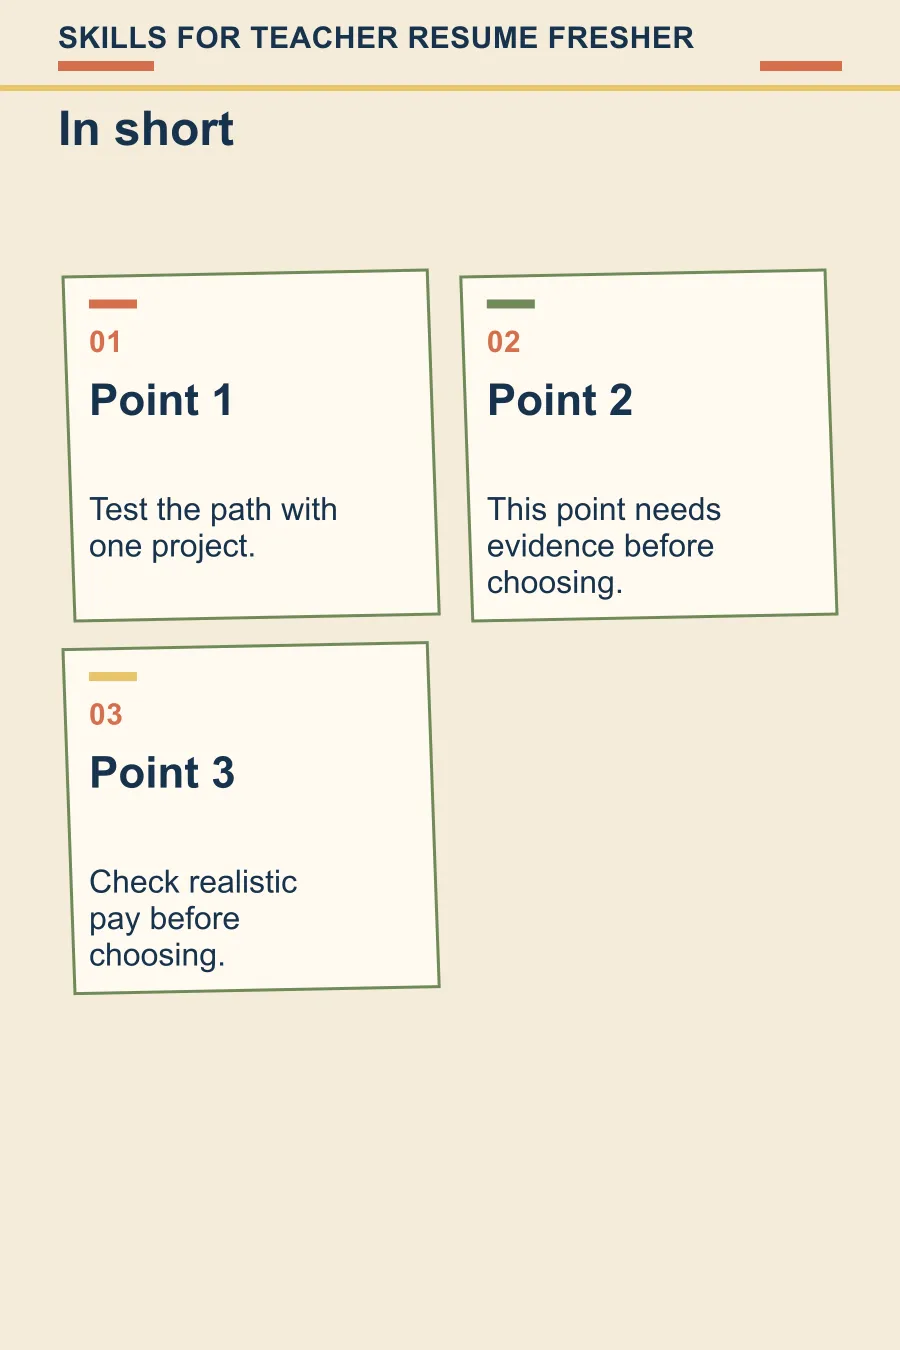 SKILLS FOR TEACHER RESUME FRESHER
In short
01
Point 1
Test the path with
one project.
02
Point 2
This point needs
evidence before
choosing.
03
Point 3
Check realistic
pay before
choosing.